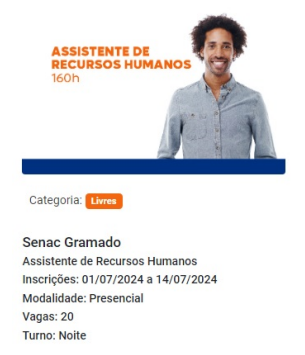 ASSISTENTE DE
RECURSOS HUMANOS
160h
Categoria: Livres
Senac Gramado
Assistente de Recursos Humanos
Inscrições: 01/07/2024 a 14/07/2024
Modalidade: Presencial
Vagas: 20
Turno: Noite